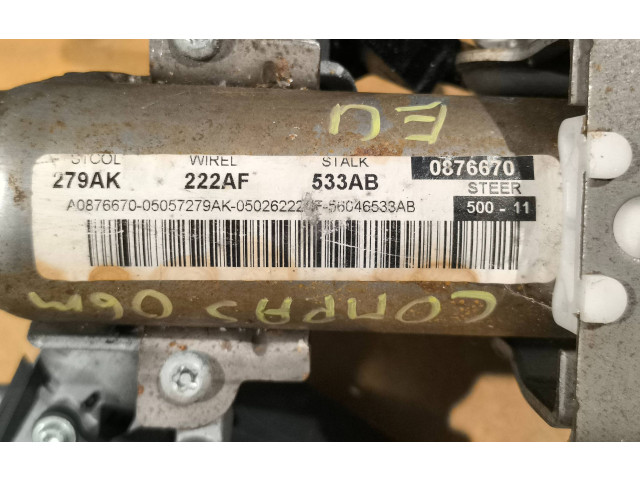 EU
STCOL WIREL STALK 0876670
279AK 222AF 533AB STEER
A0876670-05057279AK-05026222AF-56046533AB 500 - 11
COMPAS 06M